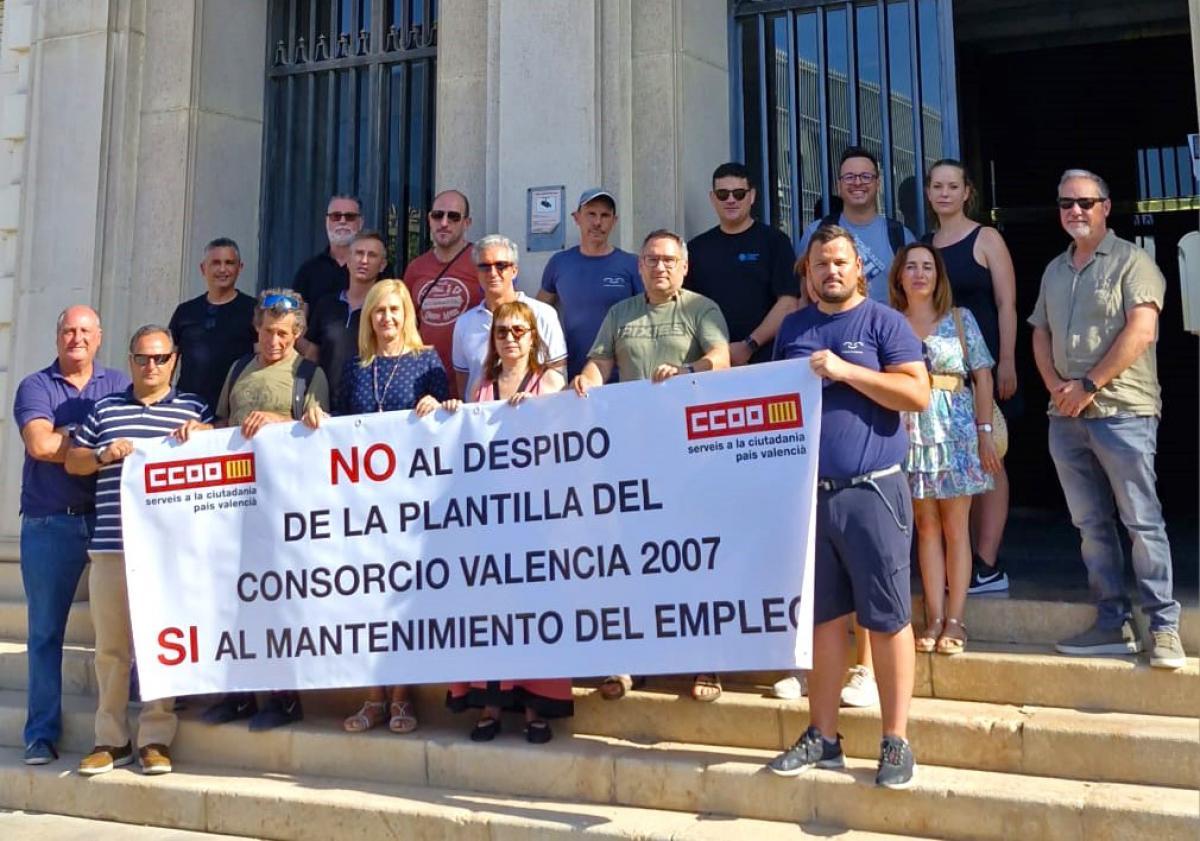 NO AL DESPIDO
DE LA PLANTILLA DEL
CONSORCIO VALENCIA 2007
SI AL MANTENIMIENTO DEL EMPLEO
CCOO
serveis a la ciutadania
país valencià
CCOO
serveis a la ciutadania
país valencià
PIXIES